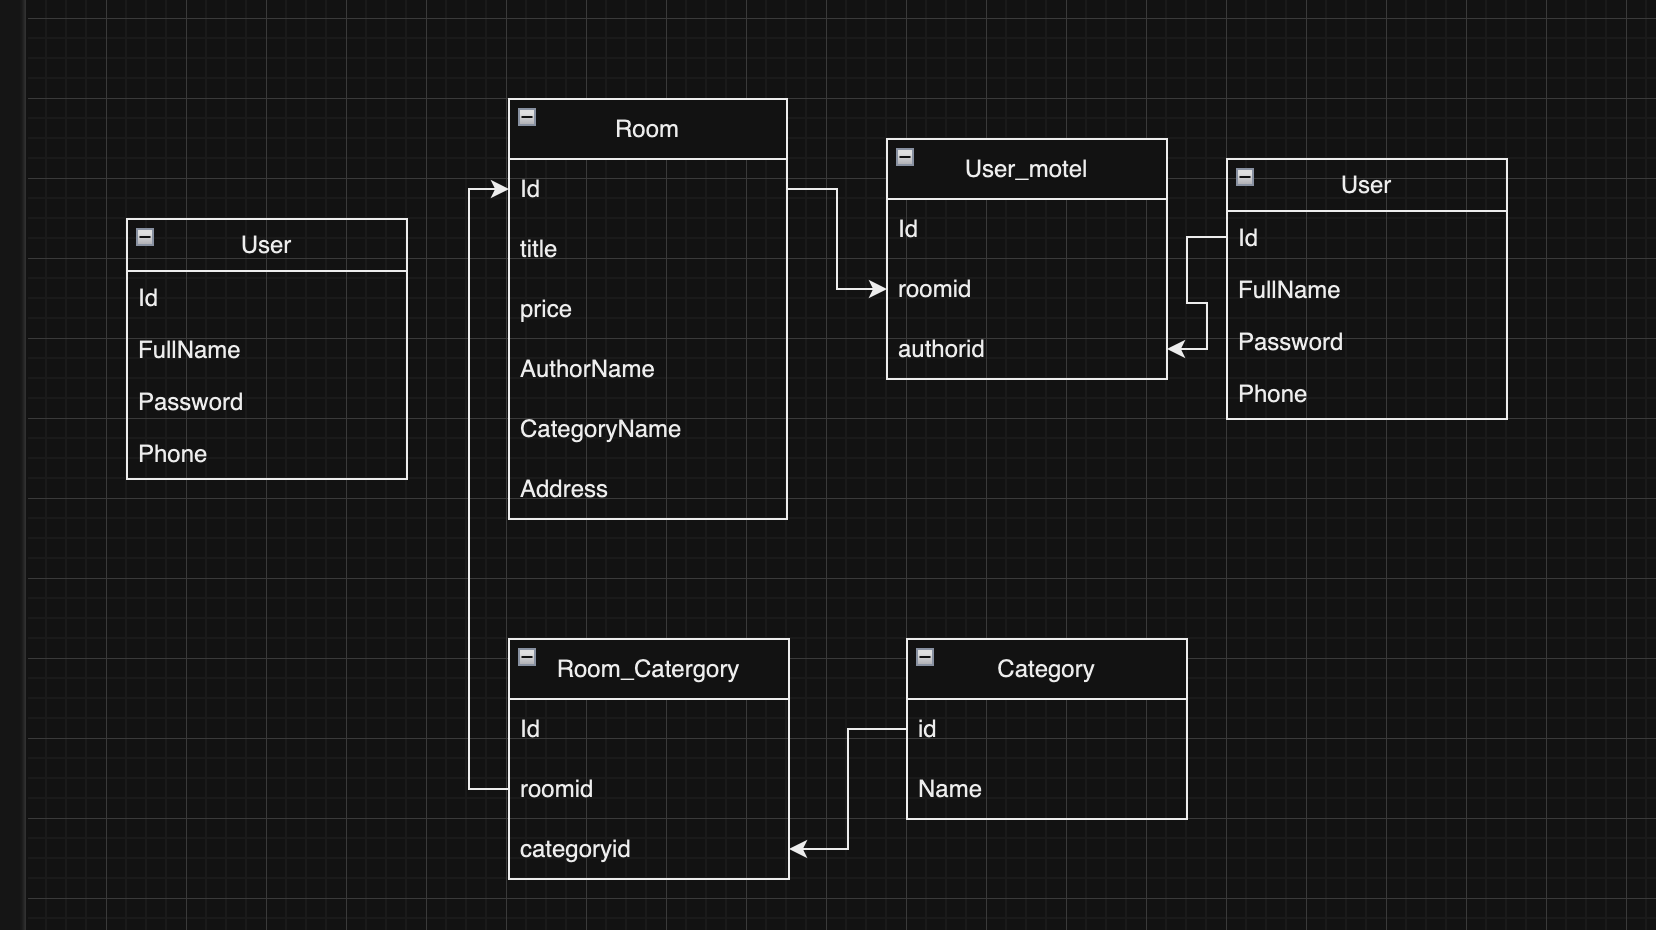 User
Id
FullName
Password
Phone
Room
Id
title
price
AuthorName
CategoryName
Address
User_motel
Id
roomid
authorid
User
Id
FullName
Password
Phone
Room_Catergory
Id
roomid
categoryid
Category
id
Name